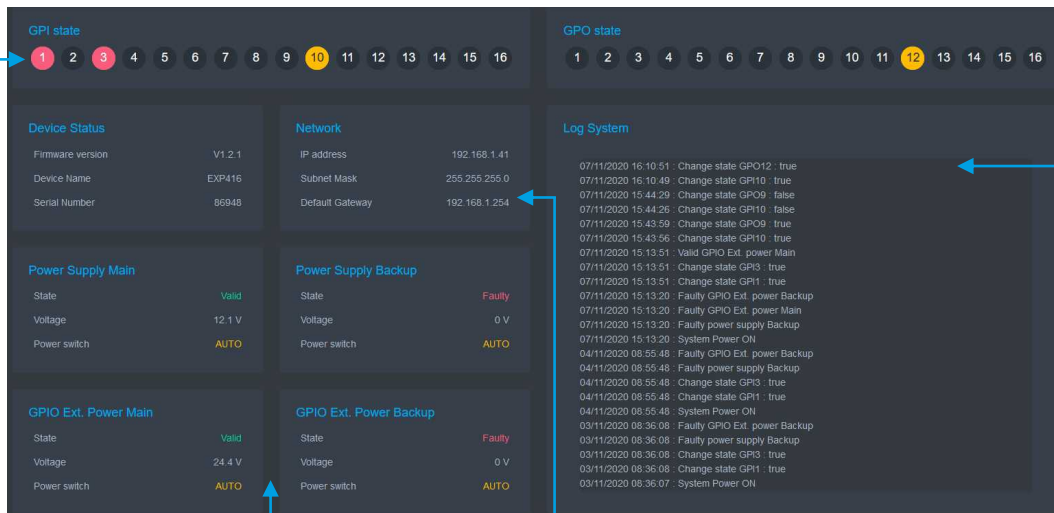 GPI state
1 2 3 4 5 6 7 8 9 10 11 12 13 14 15 16
GPO state
1 2 3 4 5 6 7 8 9 10 11 12 13 14 15 16
Device Status
Firmware version V1.2.1
Device Name EXP416
Serial Number 86948
Network
IP address 192.168.1.41
Subnet Mask 255.255.255.0
Default Gateway 192.168.1.254
Power Supply Main
State Valid
Voltage 12.1 V
Power switch AUTO
Power Supply Backup
State Faulty
Voltage 0 V
Power switch AUTO
GPIO Ext. Power Main
State Valid
Voltage 24.4 V
Power switch AUTO
GPIO Ext. Power Backup
State Faulty
Voltage 0 V
Power switch AUTO
Log System
07/11/2020 16:10:51 : Change state GPO12 : true
07/11/2020 16:10:49 : Change state GPI10 : true
07/11/2020 15:44:29 : Change state GPO9 : false
07/11/2020 15:44:26 : Change state GPI10 : false
07/11/2020 15:43:59 : Change state GPO9 : true
07/11/2020 15:43:56 : Change state GPI10 : true
07/11/2020 15:13:51 : Valid GPIO Ext. power Main
07/11/2020 15:13:51 : Change state GPI3 : true
07/11/2020 15:13:51 : Change state GPI1 : true
07/11/2020 15:13:20 : Faulty GPIO Ext. power Backup
07/11/2020 15:13:20 : Faulty GPIO Ext. power Main
07/11/2020 15:13:20 : Faulty power supply Backup
07/11/2020 15:13:20 : System Power ON
04/11/2020 08:55:48 : Faulty GPIO Ext. power Backup
04/11/2020 08:55:48 : Faulty power supply Backup
04/11/2020 08:55:48 : Change state GPI3 : true
04/11/2020 08:55:48 : Change state GPI1 : true
04/11/2020 08:55:48 : System Power ON
03/11/2020 08:36:08 : Faulty GPIO Ext. power Backup
03/11/2020 08:36:08 : Faulty power supply Backup
03/11/2020 08:36:08 : Change state GPI3 : true
03/11/2020 08:36:08 : Change state GPI1 : true
03/11/2020 08:36:07 : System Power ON